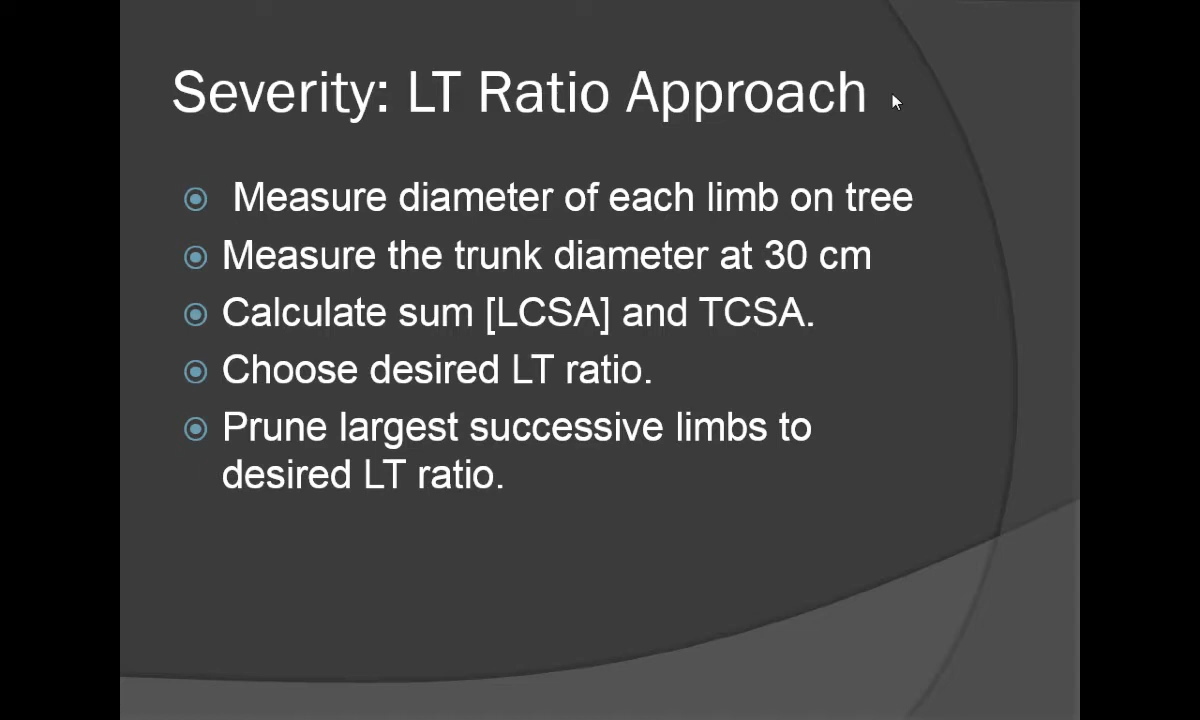 Severity: LT Ratio Approach
Measure diameter of each limb on tree
Measure the trunk diameter at 30 cm
Calculate sum [LCSA] and TCSA.
Choose desired LT ratio.
Prune largest successive limbs to
desired LT ratio.